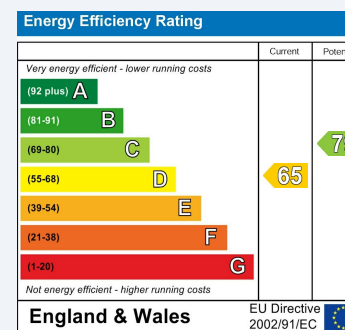 Energy Efficiency Rating
Current
Very energy efficient - lower running costs
(92 plus) A
(81-91) B
(69-80) C
(55-68) D
65
(39-54) E
(21-38) F
(1-20) G
Not energy efficient - higher running costs
England & Wales
EU Directive
2002/91/EC